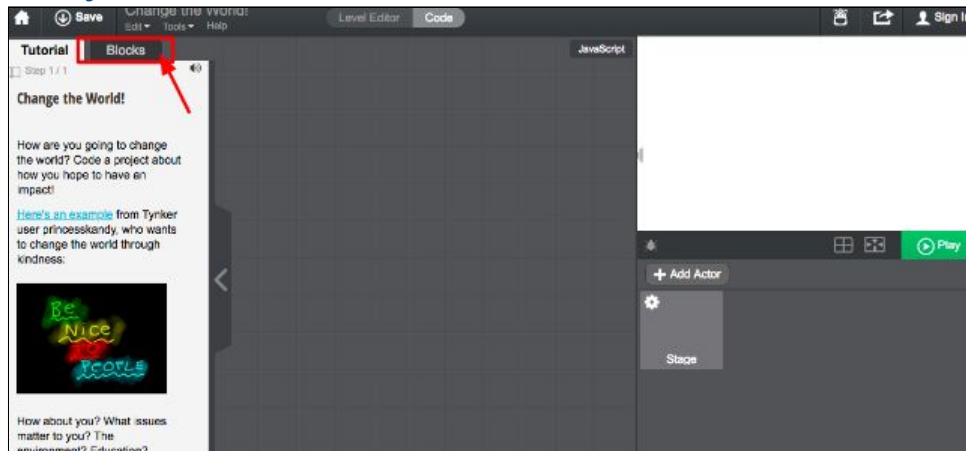 Save
Change the World!
Edit Tools Help
Level Editor Code
Sign I
Tutorial Blocks
Step 1 / 1
JavaScript
Change the World!
How are you going to change
the world? Code a project about
how you hope to have an
impact!
Here's an example from Tynker
user princesskandy, who wants
to change the world through
kindness:
Be
Nice
To
PEOPLE
Play
+ Add Actor
Stage
How about you? What issues
matter to you? The
environment? Education?